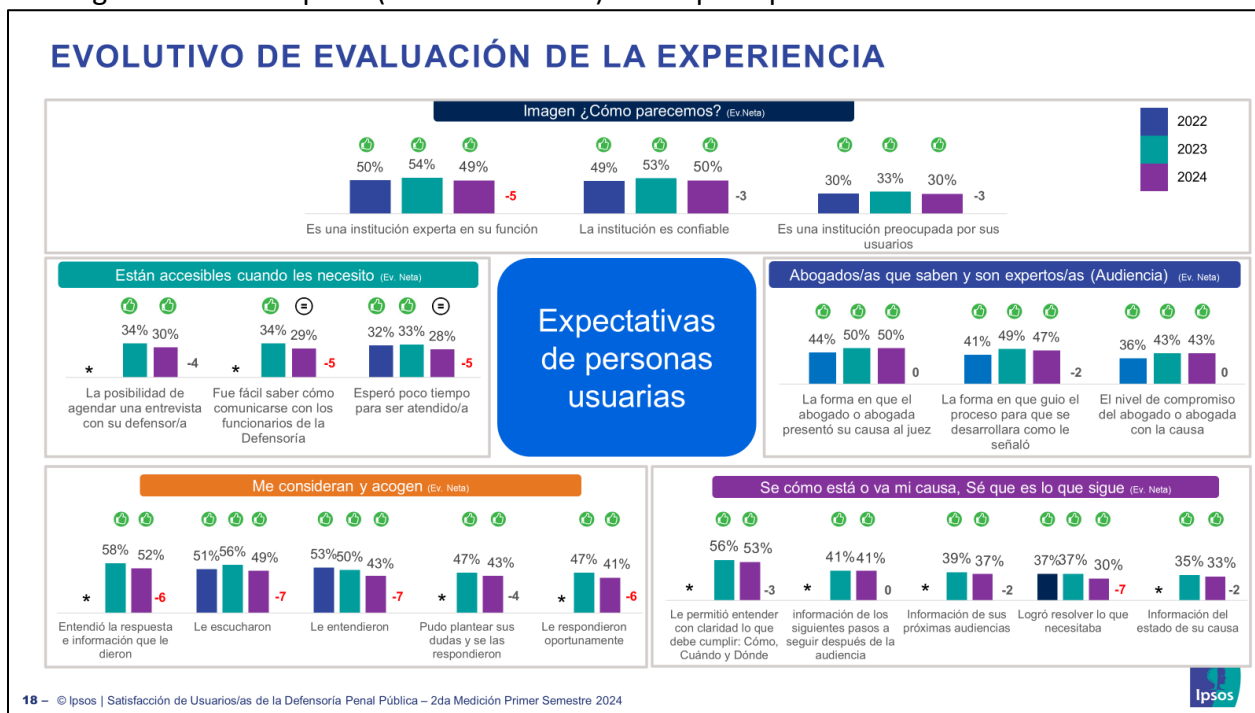 EVOLUTIVO DE EVALUACIÓN DE LA EXPERIENCIA
Imagen ¿Cómo parecemos? (Ev.Neta)
2022
2023
2024
50% 54% 49% -5
49% 53% 50% -3
30% 33% 30% -3
Es una institución experta en su función
La institución es confiable
Es una institución preocupada por sus
usuarios
Están accesibles cuando les necesito (Ev. Neta)
* 34% 30% -4
* 34% 29% -5
32% 33% 28% -5
La posibilidad de
agendar una entrevista
con su defensor/a
Fue fácil saber cómo
comunicarse con los
funcionarios de la
Defensoría
Esperó poco tiempo
para ser atendido/a
Expectativas
de personas
usuarias
Abogados/as que saben y son expertos/as (Audiencia) (Ev. Neta)
44% 50% 50% 0
41% 49% 47% -2
36% 43% 43% 0
La forma en que el
abogado o abogada
presentó su causa al juez
La forma en que guio el
proceso para que se
desarrollara como le
señaló
El nivel de compromiso
del abogado o abogada
con la causa
Me consideran y acogen (Ev. Neta)
* 58% 52% -6
51% 56% 49% -7
53% 50% 43% -7
* 47% 43% -4
* 47% 41% -6
Entendió la respuesta
e información que le
dieron
Le escucharon
Le entendieron
Pudo plantear sus
dudas y se las
respondieron
Le respondieron
oportunamente
Se cómo está o va mi causa, Sé que es lo que sigue (Ev. Neta)
* 56% 53% -3
* 41% 41% 0
* 39% 37% -2
37% 37% 30% -7
* 35% 33% -2
Le permitió entender
con claridad lo que
debe cumplir: Cómo,
Cuándo y Dónde
información de los
siguientes pasos a
seguir después de la
audiencia
Información de sus
próximas audiencias
Logró resolver lo que
necesitaba
Información del
estado de su causa
18 – © Ipsos | Satisfacción de Usuarios/as de la Defensoría Penal Pública – 2da Medición Primer Semestre 2024
Ipsos